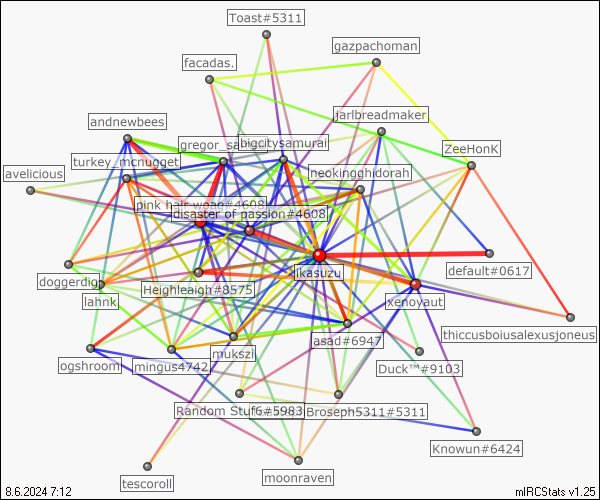 Toast#5311
gazpachoman
facadas.
jarlbreadmaker
andnewbees
gregor_sa
bigcitysamurai
ZeeHonK
turkey_mcnugget
neokingghidorah
avelicious
pink hair woao#4608
disaster of passion#4608
jikasuzu
default#0617
doggerdig
Heighleaigh#8575
lahnk
xenoyaut
thiccusboiusalexusjoneus
asad#6947
mukszi
ogshroom
mingus4742
Duck™#9103
Random Stuf6#5983
Broseph5311#5311
Knowun#6424
tescoroll
moonraven
8.6.2024 7:12
mIRCStats v1.25